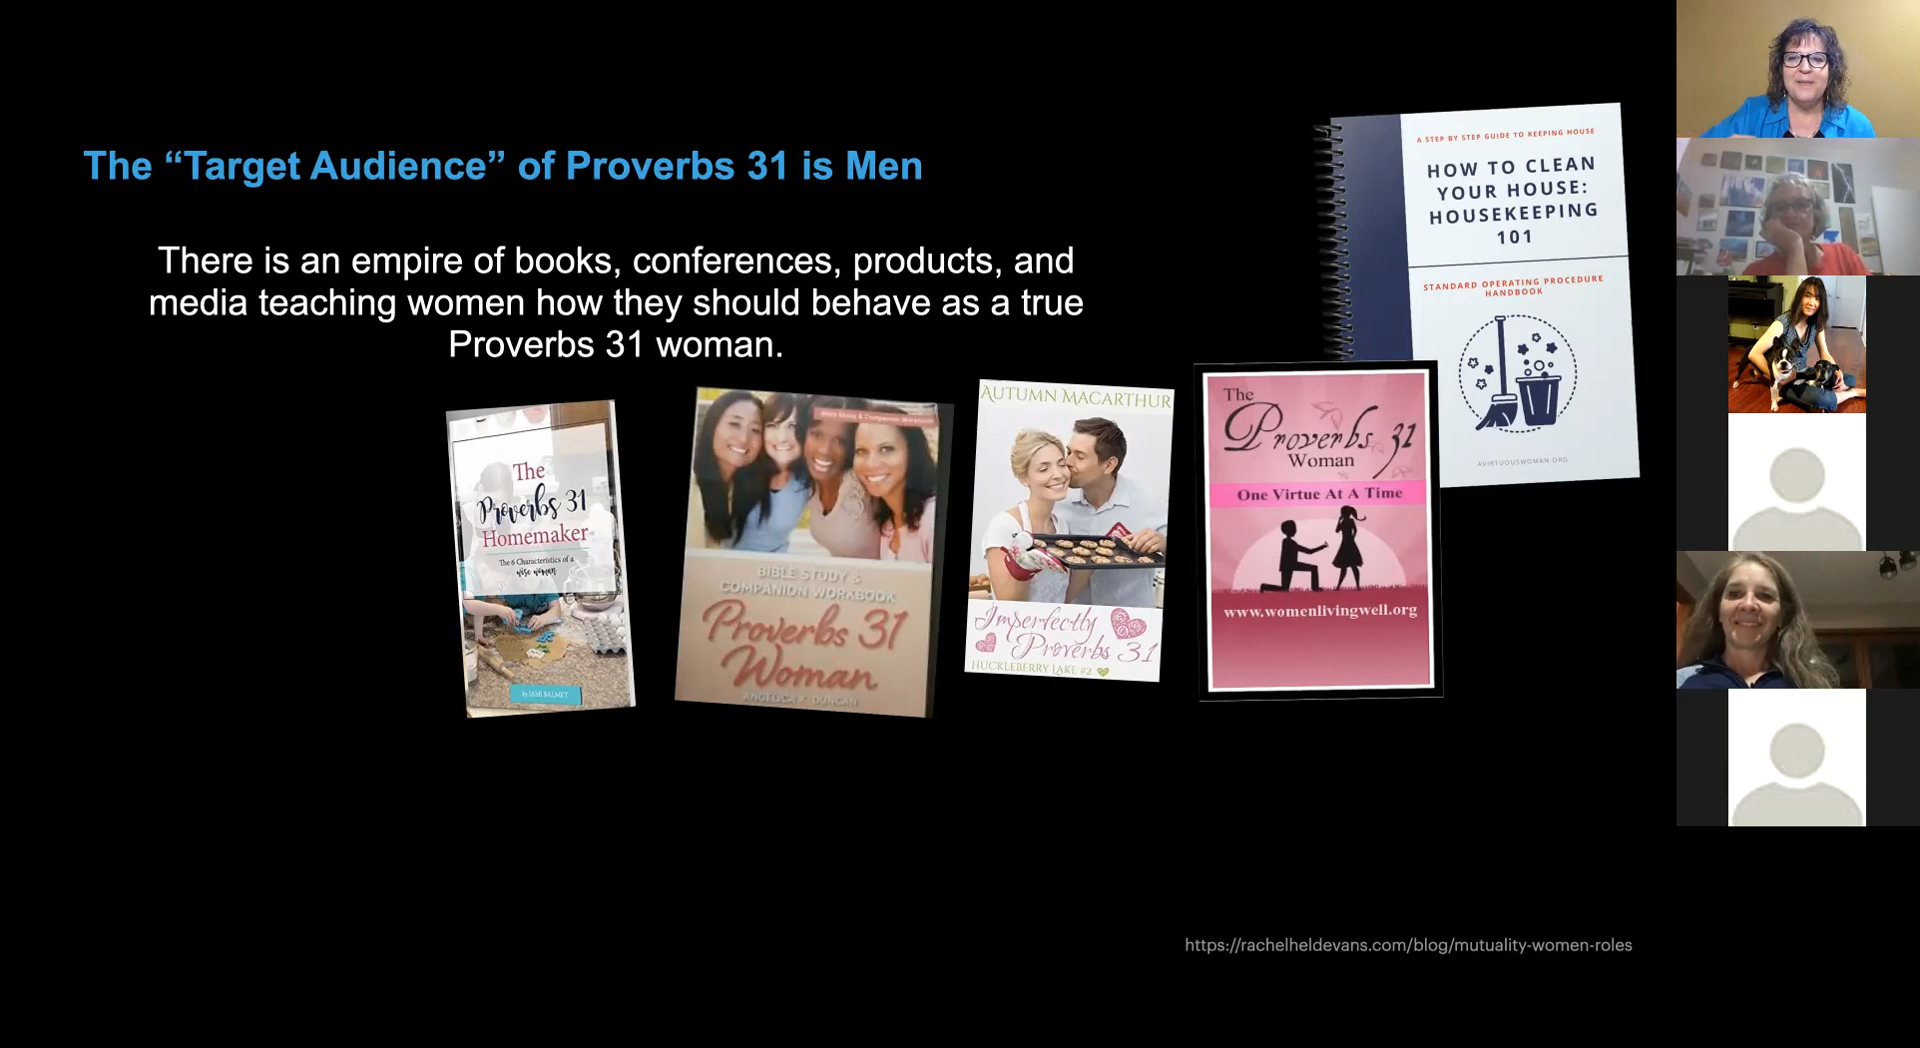 The “Target Audience” of Proverbs 31 is Men
There is an empire of books, conferences, products, and
media teaching women how they should behave as a true
Proverbs 31 woman.
The
Proverbs 31
Homemaker
The 6 Characteristics of a
wise woman
by JAMI BALMET
Bible Study & Companion Workbook
BIBLE STUDY &
COMPANION WORKBOOK
Proverbs 31
Woman
ANGELICA K. DUNCAN
AUTUMN MACARTHUR
Imperfectly
Proverbs 31
HUCKLEBERRY LAKE #2
The
Proverbs 31
Woman
One Virtue At A Time
www.womenlivingwell.org
A STEP BY STEP GUIDE TO KEEPING HOUSE
HOW TO CLEAN
YOUR HOUSE:
HOUSEKEEPING
101
STANDARD OPERATING PROCEDURE
HANDBOOK
AVIRTUOUSWOMAN.ORG
https://rachelheldevans.com/blog/mutuality-women-roles